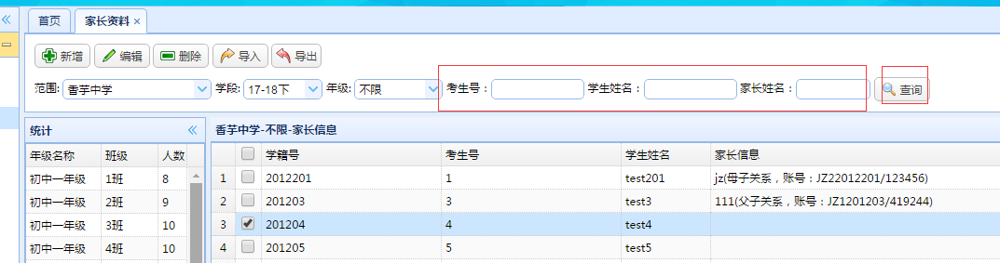 首页 家长资料 ×
新增 编辑 删除 导入 导出
范围: 香芋中学 学段: 17-18下 年级: 不限 考生号： 学生姓名： 家长姓名： 查询
统计 香芋中学-不限-家长信息
年级名称 班级 人数 学籍号 考生号 学生姓名 家长信息
初中一年级 1班 8 1 2012201 1 test201 jz(母子关系，账号：JZ22012201/123456)
初中一年级 2班 9 2 201203 3 test3 111(父子关系，账号：JZ1201203/419244)
初中一年级 3班 10 3 201204 4 test4
初中一年级 4班 10 4 201205 5 test5